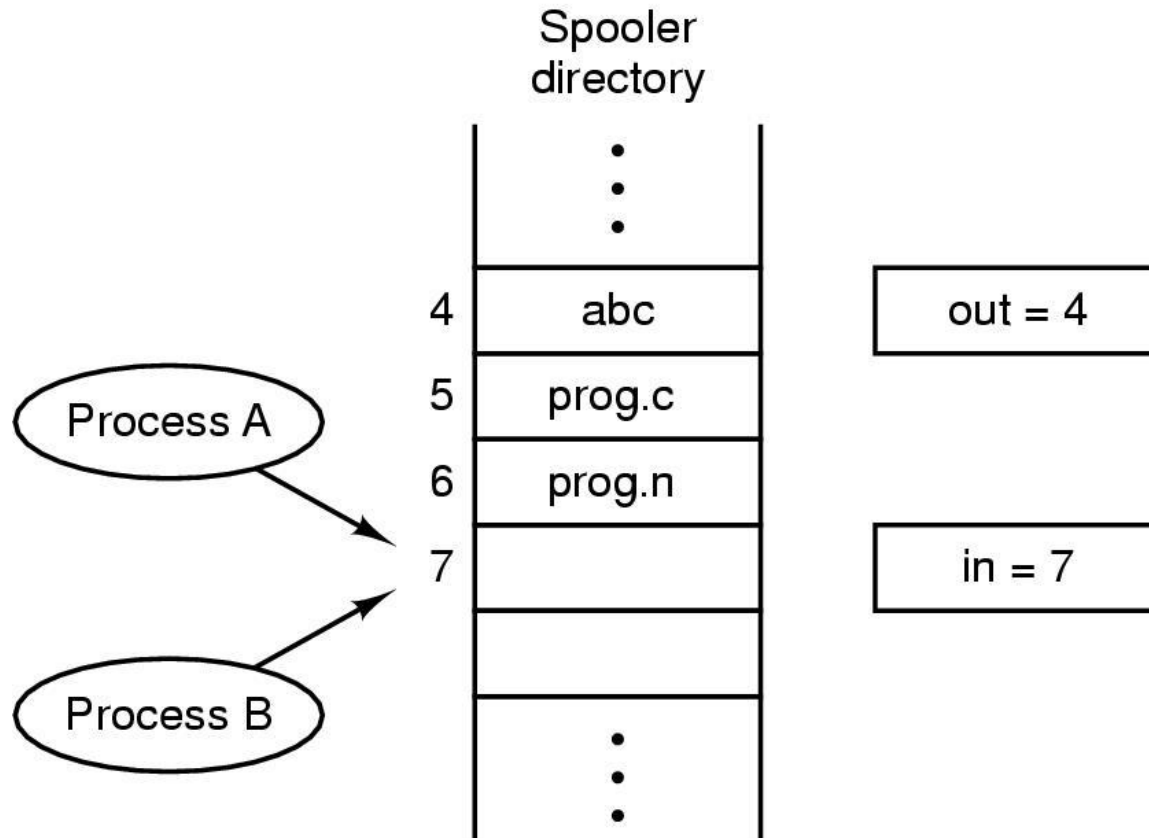 Spooler
directory
4
abc
out = 4
5
prog.c
Process A
6
prog.n
7
in = 7
Process B